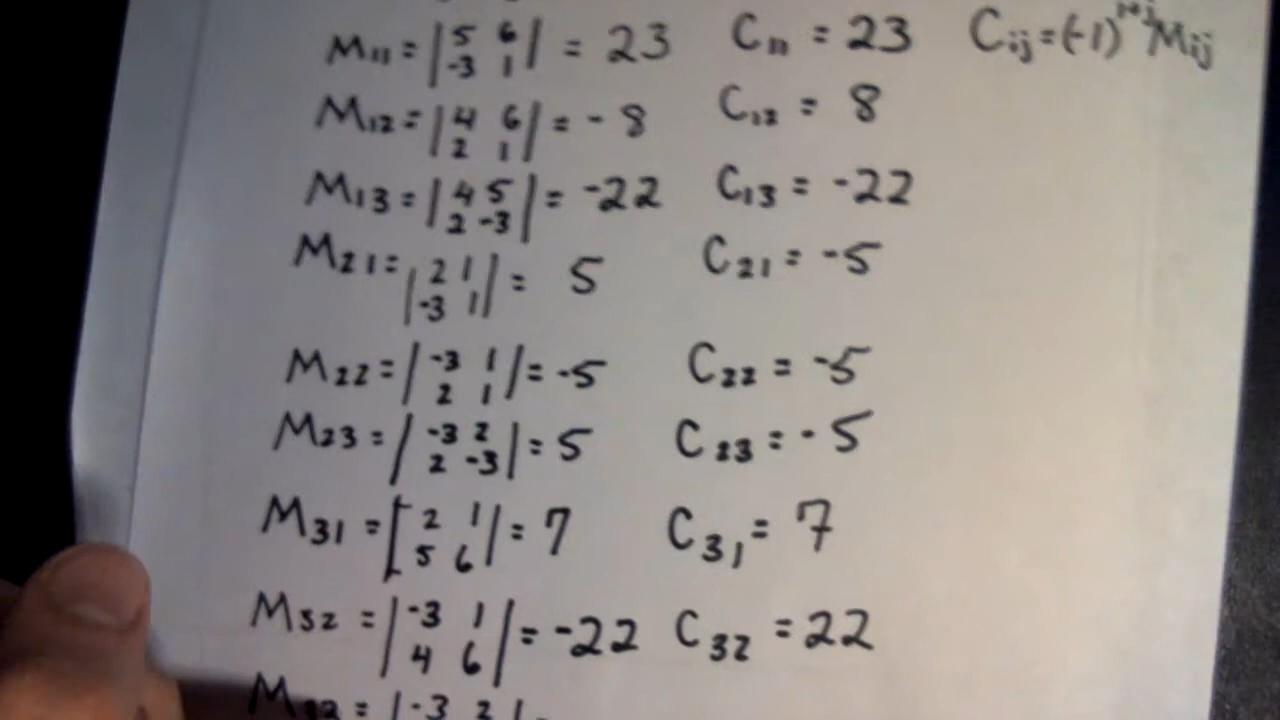 M11 = |5 6 -3 1| = 23 C11 = 23 Cij = (-1)^i+j Mij
M12 = |4 6 2 1| = -8 C12 = 8
M13 = |4 5 2 -3| = -22 C13 = -22
M21 = |2 1 -3 1| = 5 C21 = -5
M22 = |-3 1 2 1| = -5 C22 = -5
M23 = |-3 2 2 -3| = 5 C23 = -5
M31 = [2 1 5 6| = 7 C31 = 7
M32 = |-3 1 4 6| = -22 C32 = 22
= |-3 2|